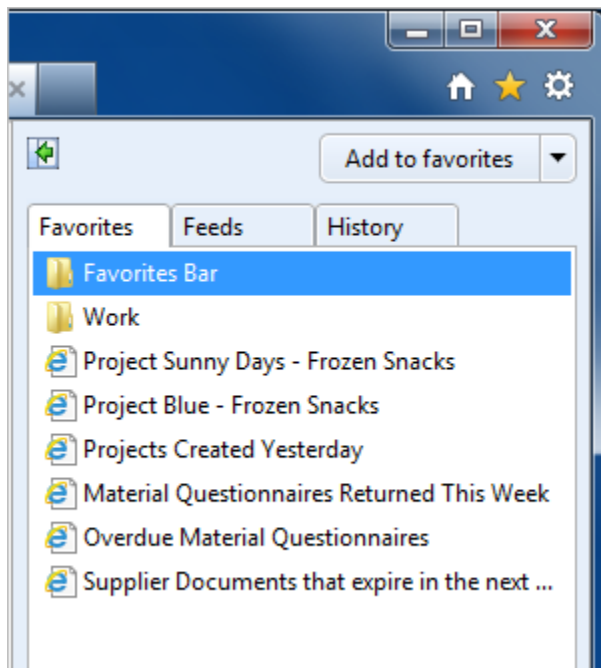 Add to favorites
Favorites Feeds History
Favorites Bar
Work
Project Sunny Days - Frozen Snacks
Project Blue - Frozen Snacks
Projects Created Yesterday
Material Questionnaires Returned This Week
Overdue Material Questionnaires
Supplier Documents that expire in the next ...